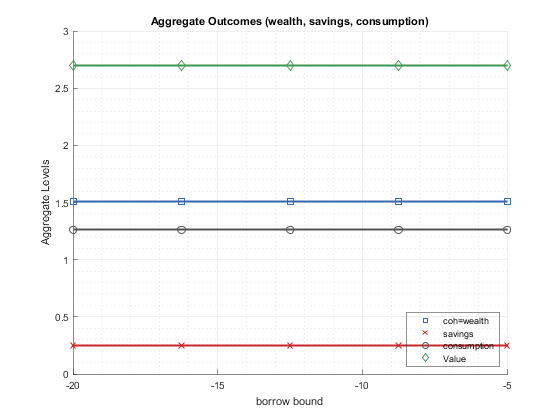 Aggregate Outcomes (wealth, savings, consumption)
3
2.5
2
1.5
1
0.5
0
Aggregate Levels
-20
-15
-10
-5
borrow bound
coh=wealth
savings
consumption
Value